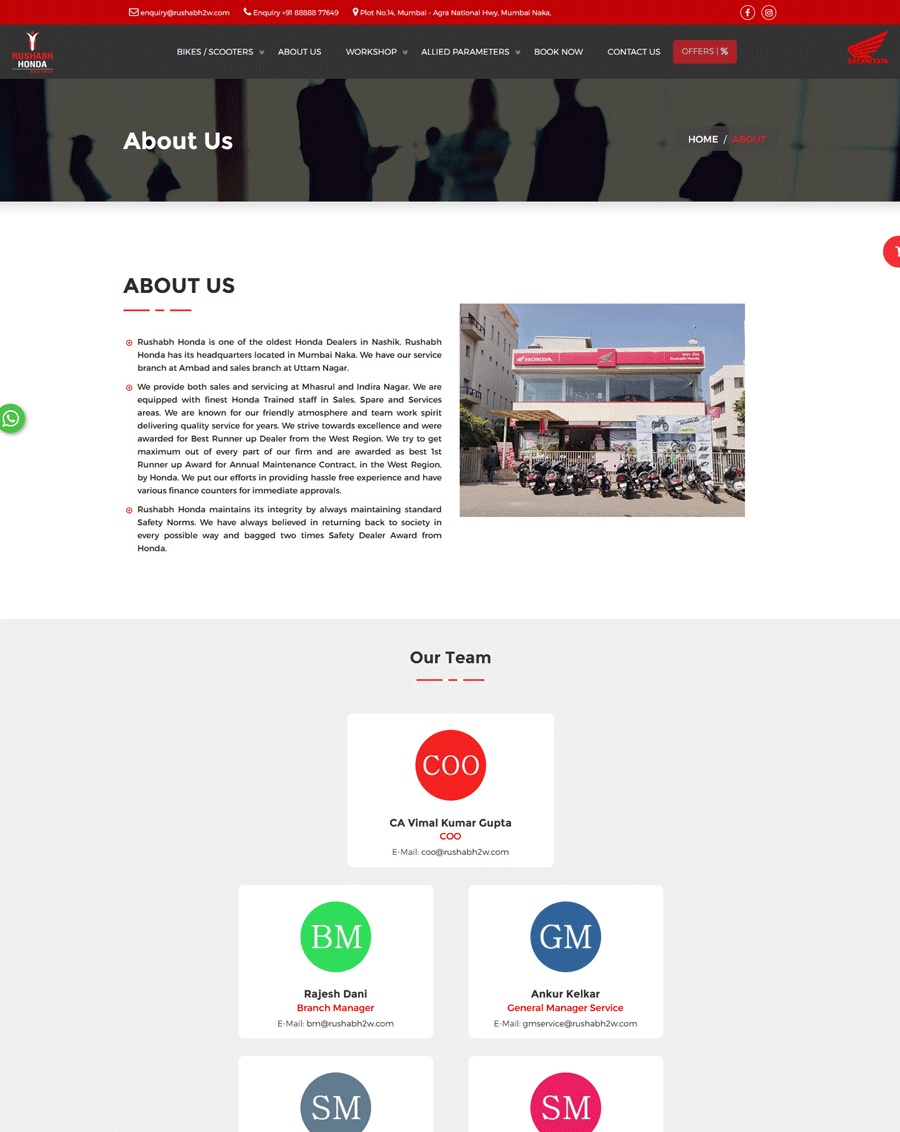 enquiry@rushabh2w.com Enquiry +91 88888 77649 Plot No.14, Mumbai - Agra National Hwy, Mumbai Naka,
RUSHABH
HONDA
BIKES / SCOOTERS ABOUT US WORKSHOP ALLIED PARAMETERS BOOK NOW CONTACT US OFFERS | %
HONDA
About Us
HOME / ABOUT
ABOUT US
Rushabh Honda is one of the oldest Honda Dealers in Nashik. Rushabh
Honda has its headquarters located in Mumbai Naka. We have our service
branch at Ambad and sales branch at Uttam Nagar.
We provide both sales and servicing at Mhasrul and Indira Nagar. We are
equipped with finest Honda Trained staff in Sales, Spare and Services
areas. We are known for our friendly atmosphere and team work spirit
delivering quality service for years. We strive towards excellence and were
awarded for Best Runner up Dealer from the West Region. We try to get
maximum out of every part of our firm and are awarded as best 1st
Runner up Award for Annual Maintenance Contract, in the West Region,
by Honda. We put our efforts in providing hassle free experience and have
various finance counters for immediate approvals.
Rushabh Honda maintains its integrity by always maintaining standard
Safety Norms. We have always believed in returning back to society in
every possible way and bagged two times Safety Dealer Award from
Honda.
HONDA
Rushabh Honda
Our Team
COO
CA Vimal Kumar Gupta
COO
E-Mail: coo@rushabh2w.com
BM
Rajesh Dani
Branch Manager
E-Mail: bm@rushabh2w.com
GM
Ankur Kelkar
General Manager Service
E-Mail: gmservice@rushabh2w.com
SM
SM